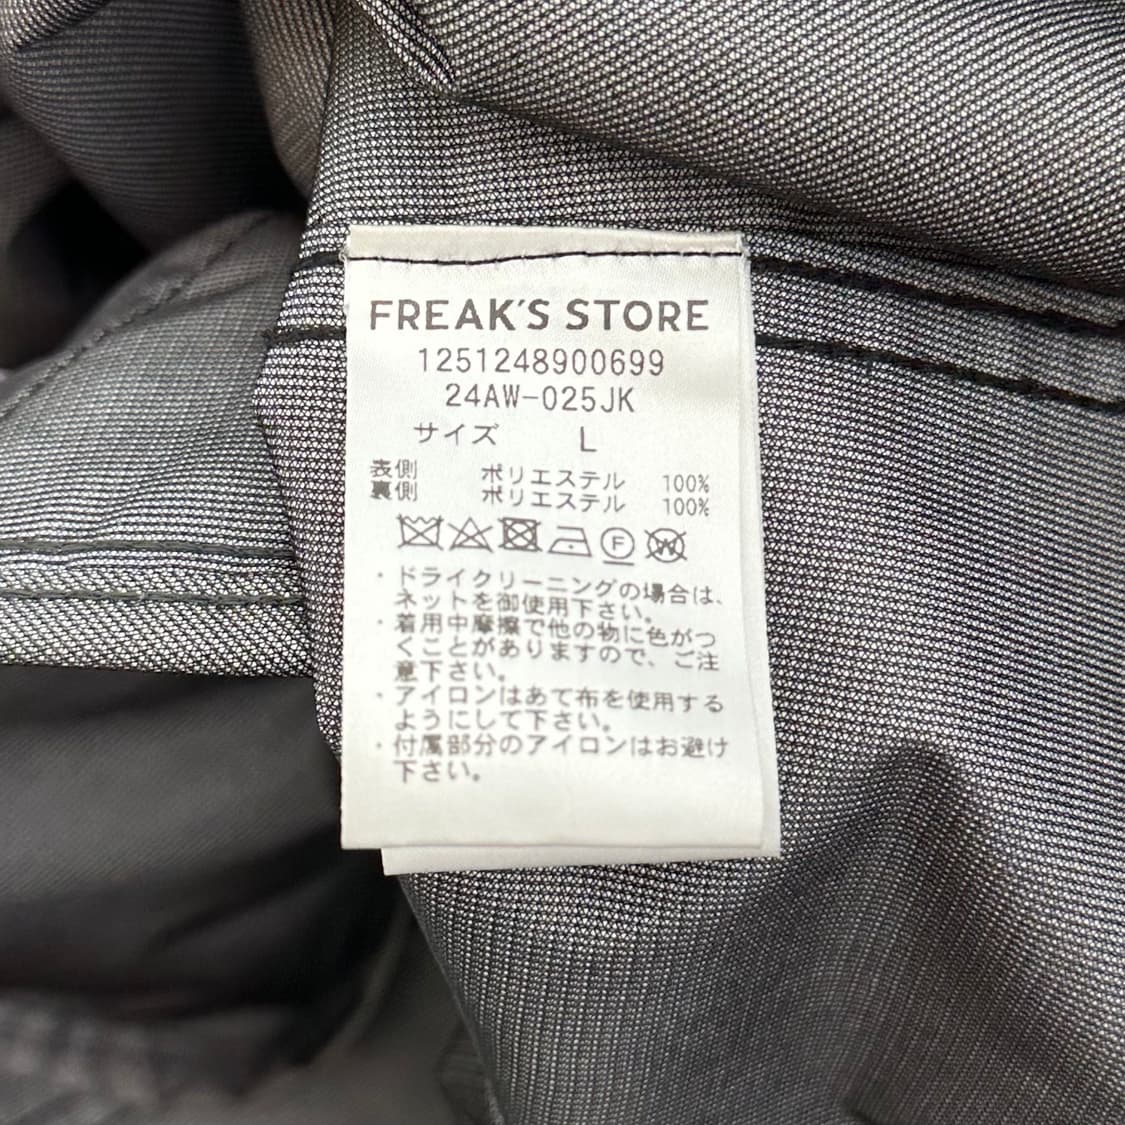 FREAK'S STORE
1251248900699
24AW-025JK
サイズ L
表側 ポリエステル 100%
裏側 ポリエステル 100%
F W
・ドライクリーニングの場合は、
ネットを御使用下さい。
・着用中摩擦で他の物に色がつ
くことがありますので、ご注
意下さい。
・アイロンはあて布を使用する
ようにして下さい。
・付属部分のアイロンはお避け
下さい。